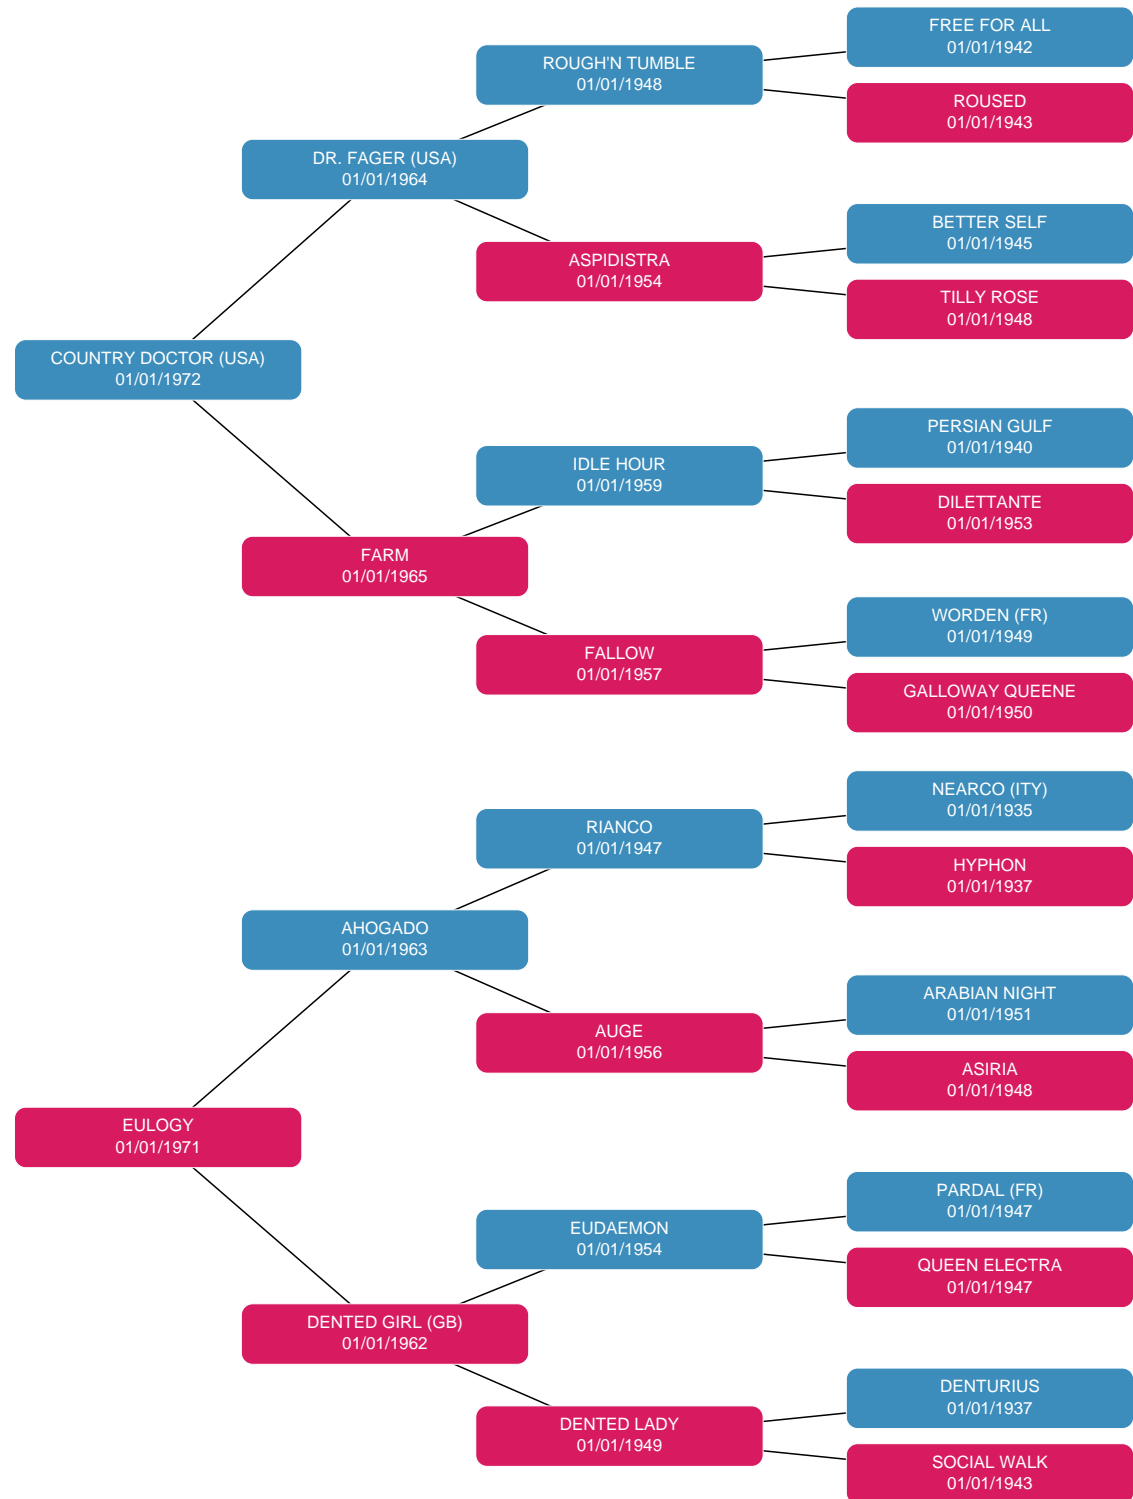 FREE FOR ALL
01/01/1942
ROUGH'N TUMBLE
01/01/1948
ROUSED
01/01/1943
DR. FAGER (USA)
01/01/1964
BETTER SELF
01/01/1945
ASPIDISTRA
01/01/1954
TILLY ROSE
01/01/1948
COUNTRY DOCTOR (USA)
01/01/1972
PERSIAN GULF
01/01/1940
IDLE HOUR
01/01/1959
DILETTANTE
01/01/1953
FARM
01/01/1965
WORDEN (FR)
01/01/1949
FALLOW
01/01/1957
GALLOWAY QUEENE
01/01/1950
NEARCO (ITY)
01/01/1935
RIANCO
01/01/1947
HYPHON
01/01/1937
AHOGADO
01/01/1963
ARABIAN NIGHT
01/01/1951
AUGE
01/01/1956
ASIRIA
01/01/1948
EULOGY
01/01/1971
PARDAL (FR)
01/01/1947
EUDAEMON
01/01/1954
QUEEN ELECTRA
01/01/1947
DENTED GIRL (GB)
01/01/1962
DENTURIUS
01/01/1937
DENTED LADY
01/01/1949
SOCIAL WALK
01/01/1943